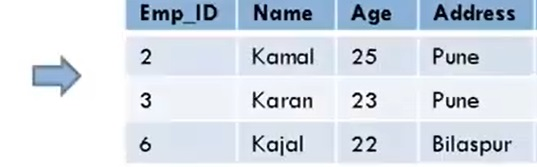 Emp_ID Name Age Address
2 Kamal 25 Pune
3 Karan 23 Pune
6 Kajal 22 Bilaspur